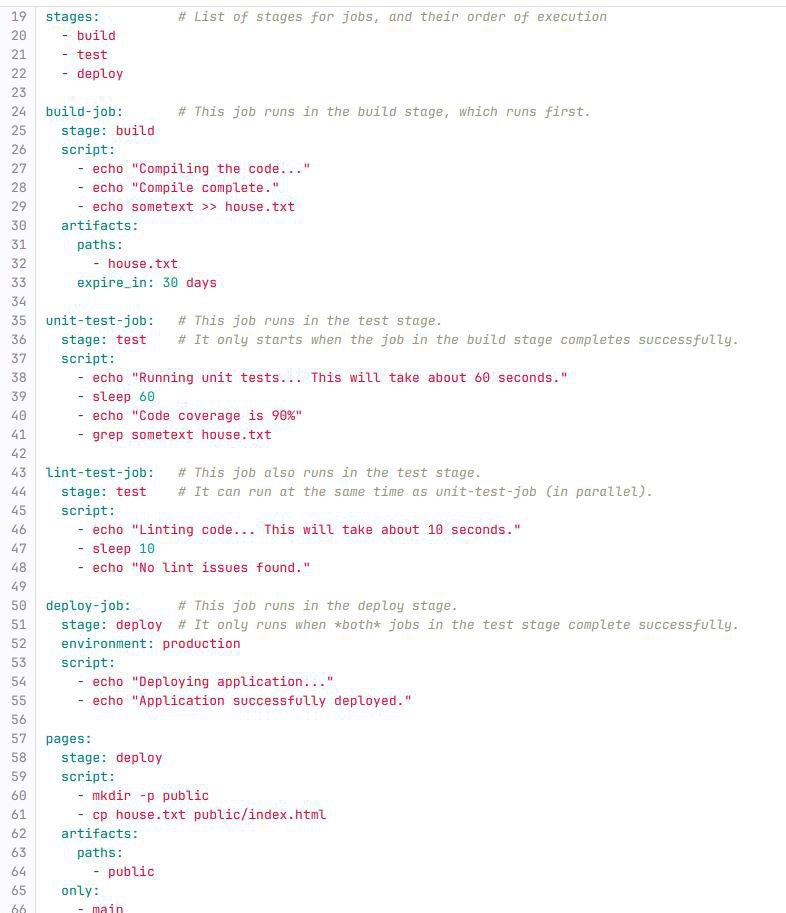 19 stages:          # List of stages for jobs, and their order of execution
20   - build
21   - test
22   - deploy
23
24 build-job:       # This job runs in the build stage, which runs first.
25   stage: build
26   script:
27     - echo "Compiling the code..."
28     - echo "Compile complete."
29     - echo sometext >> house.txt
30   artifacts:
31     paths:
32       - house.txt
33     expire_in: 30 days
34
35 unit-test-job:   # This job runs in the test stage.
36   stage: test    # It only starts when the job in the build stage completes successfully.
37   script:
38     - echo "Running unit tests... This will take about 60 seconds."
39     - sleep 60
40     - echo "Code coverage is 90%"
41     - grep sometext house.txt
42
43 lint-test-job:   # This job also runs in the test stage.
44   stage: test    # It can run at the same time as unit-test-job (in parallel).
45   script:
46     - echo "Linting code... This will take about 10 seconds."
47     - sleep 10
48     - echo "No lint issues found."
49
50 deploy-job:      # This job runs in the deploy stage.
51   stage: deploy  # It only runs when *both* jobs in the test stage complete successfully.
52   environment: production
53   script:
54     - echo "Deploying application..."
55     - echo "Application successfully deployed."
56
57 pages:
58   stage: deploy
59   script:
60     - mkdir -p public
61     - cp house.txt public/index.html
62   artifacts:
63     paths:
64       - public
65   only:
66     - main